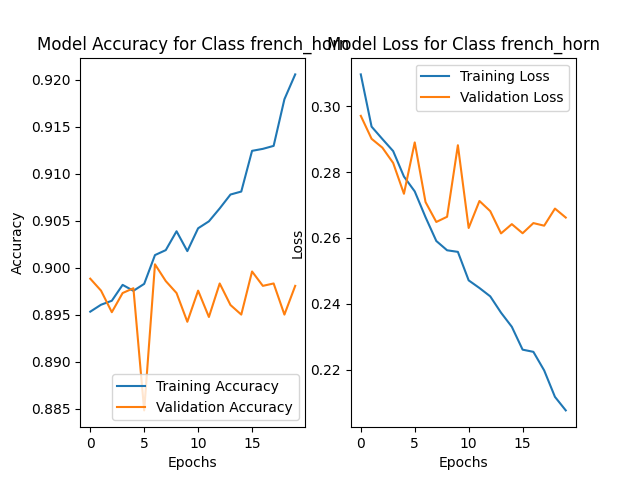 Model Accuracy for Class french_horn
Accuracy
0.920
0.915
0.910
0.905
0.900
0.895
0.890
0.885
0
5
10
15
Epochs
Training Accuracy
Validation Accuracy
Model Loss for Class french_horn
Loss
0.30
0.28
0.26
0.24
0.22
0
5
10
15
Epochs
Training Loss
Validation Loss